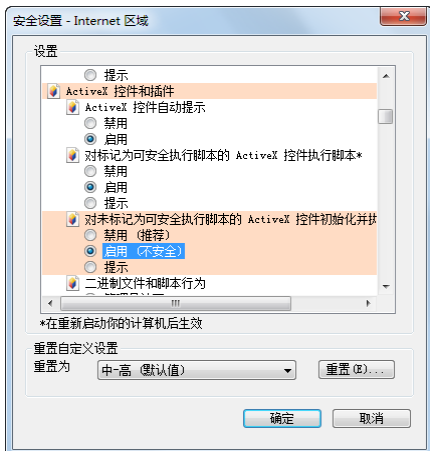 安全设置 - Internet 区域
设置
提示
ActiveX 控件和插件
ActiveX 控件自动提示
禁用
启用
对标记为可安全执行脚本的 ActiveX 控件执行脚本*
禁用
启用
提示
对未标记为可安全执行脚本的 ActiveX 控件初始化并执
禁用 (推荐)
启用 (不安全)
提示
二进制文件和脚本行为
*在重新启动你的计算机后生效
重置自定义设置
重置为
中-高 (默认值)
重置(E)...
确定
取消